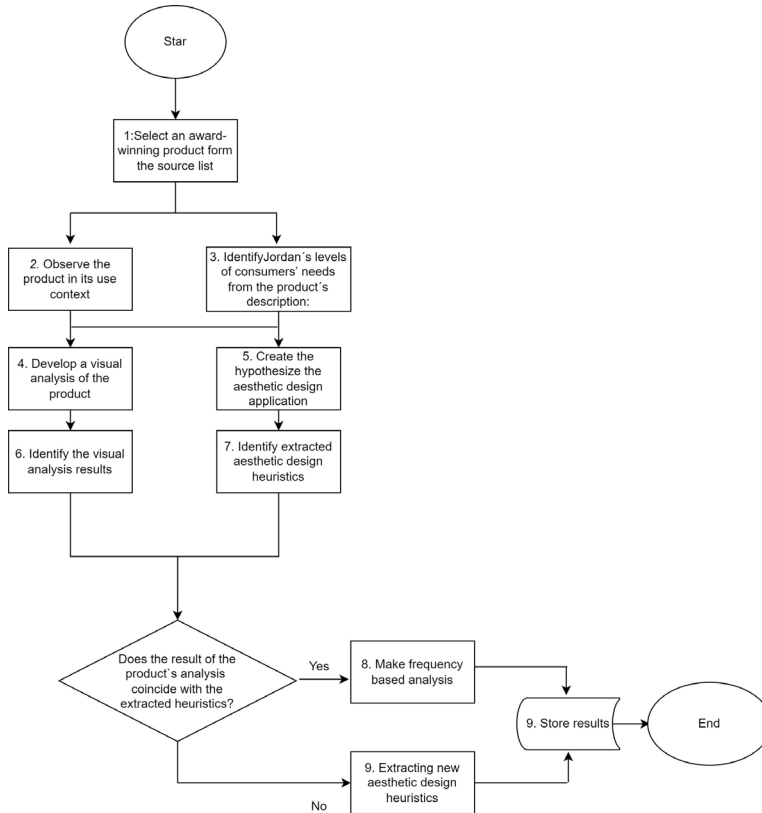 Star
1:Select an award-
winning product form
the source list
2. Observe the
product in its use
context
3. IdentifyJordan´s levels
of consumers’ needs
from the product´s
description:
4. Develop a visual
analysis of the
product
5. Create the
hypothesize the
aesthetic design
application
6. Identify the visual
analysis results
7. Identify extracted
aesthetic design
heuristics
Does the result of the
product`s analysis
coincide with the
extracted heuristics?
Yes
8. Make frequency
based analysis
9. Store results
End
No
9. Extracting new
aesthetic design
heuristics